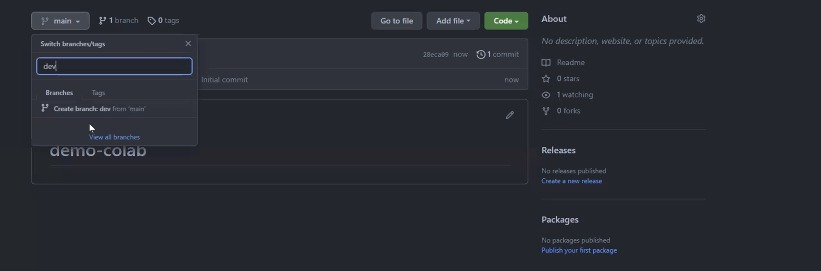 main
1 branch
0 tags
Go to file
Add file
Code
Switch branches/tags
dev
28eca09 now 1 commit
Initial commit now
Branches Tags
Create branch: dev from 'main'
View all branches
demo-colab
About
No description, website, or topics provided.
Readme
0 stars
1 watching
0 forks
Releases
No releases published
Create a new release
Packages
No packages published
Publish your first package